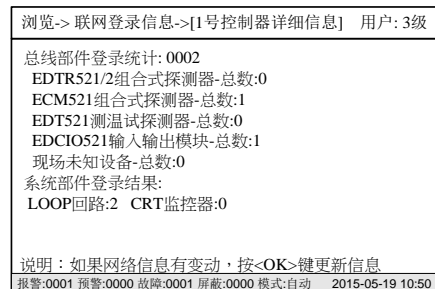 浏览-> 联网登录信息->[1号控制器详细信息] 用户: 3级
总线部件登录统计: 0002
EDTR521/2组合式探测器-总数:0
ECM521组合式探测器-总数:1
EDT521测温试探测器-总数:0
EDCIO521输入输出模块-总数:1
现场未知设备-总数:0
系统部件登录结果:
LOOP回路:2 CRT监控器:0
说明：如果网络信息有变动，按<OK>键更新信息
报警:0001 预警:0000 故障:0001 屏蔽:0000 模式:自动 2015-05-19 10:50